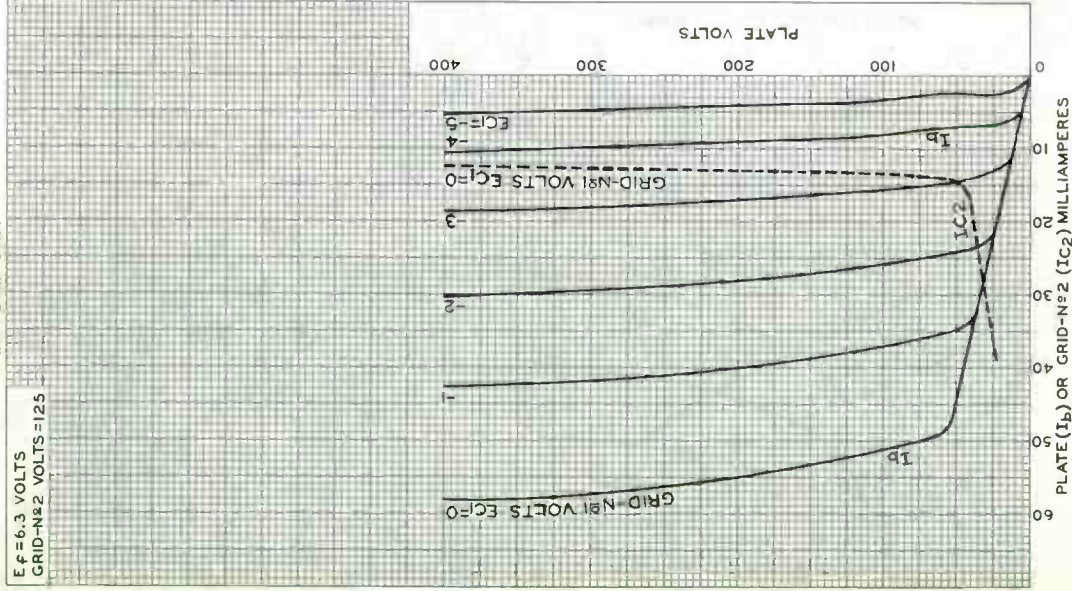 Ef=6.3 VOLTS
GRID-Nº2 VOLTS=125
PLATE VOLTS
400
300
200
100
0
EC1=-5
-4
Ib
10
GRID-Nº1 VOLTS EC1=0
-3
IC2
20
-2
30
-1
40
Ib
50
GRID-Nº1 VOLTS EC1=0
60
PLATE (Ib) OR GRID-Nº2 (IC2) MILLIAMPERES